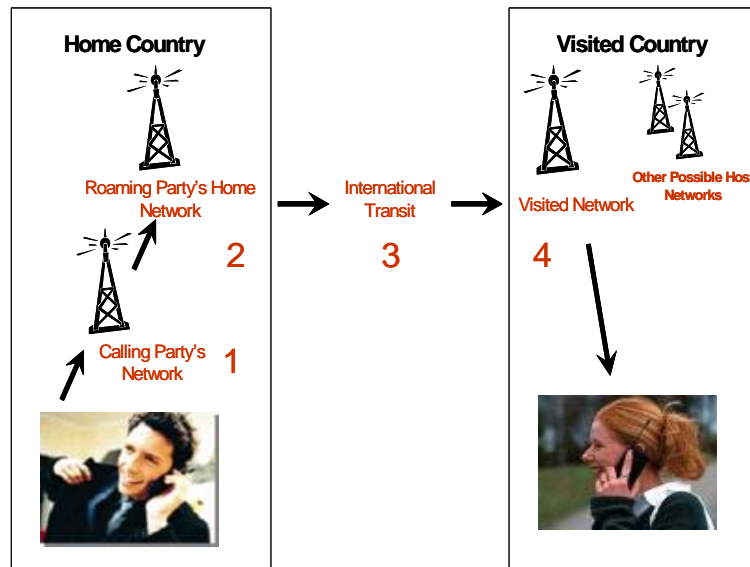 Home Country
Roaming Party's Home
Network
2
Calling Party's
Network
1
International
Transit
3
Visited Country
Other Possible Host
Networks
Visited Network
4